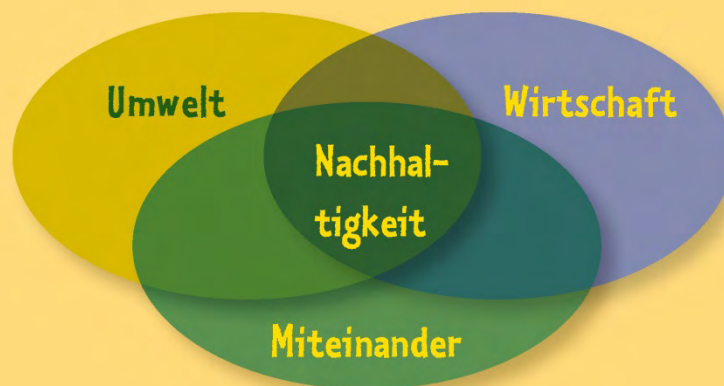 Umwelt
Wirtschaft
Nachhal-
tigkeit
Miteinander